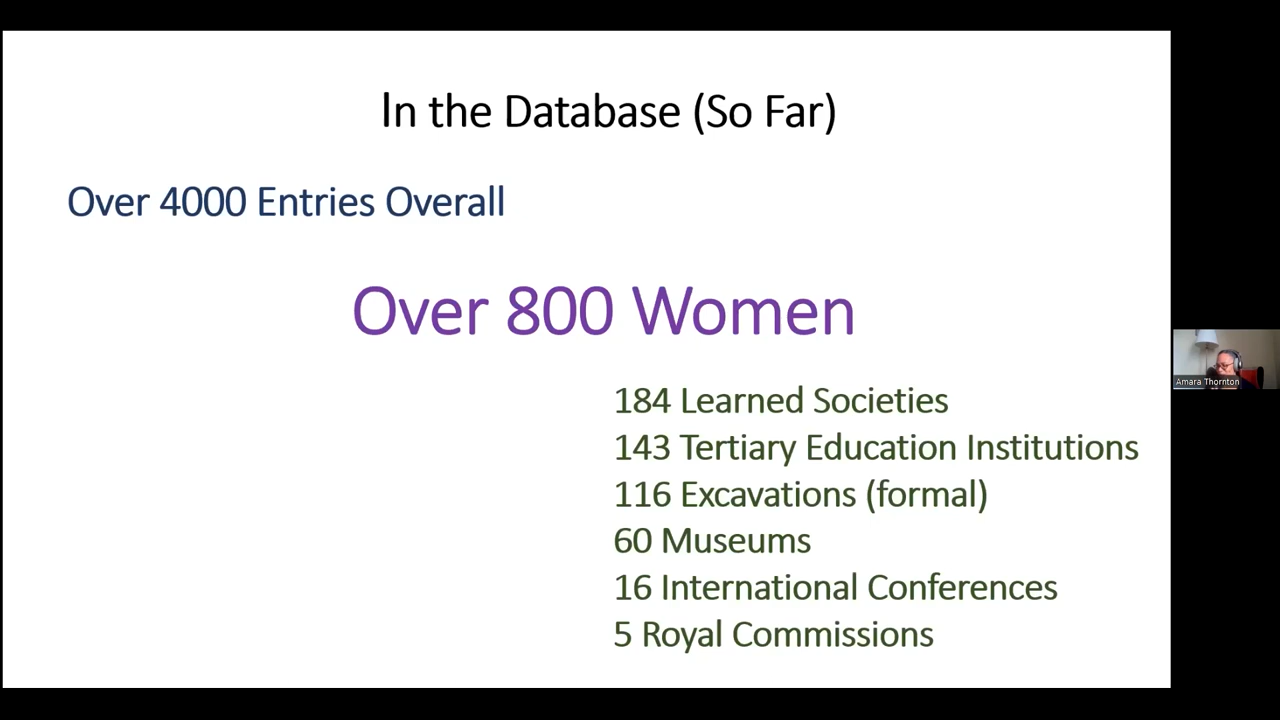 In the Database (So Far)
Over 4000 Entries Overall
Over 800 Women
184 Learned Societies
143 Tertiary Education Institutions
116 Excavations (formal)
60 Museums
16 International Conferences
5 Royal Commissions
Amara Thornton